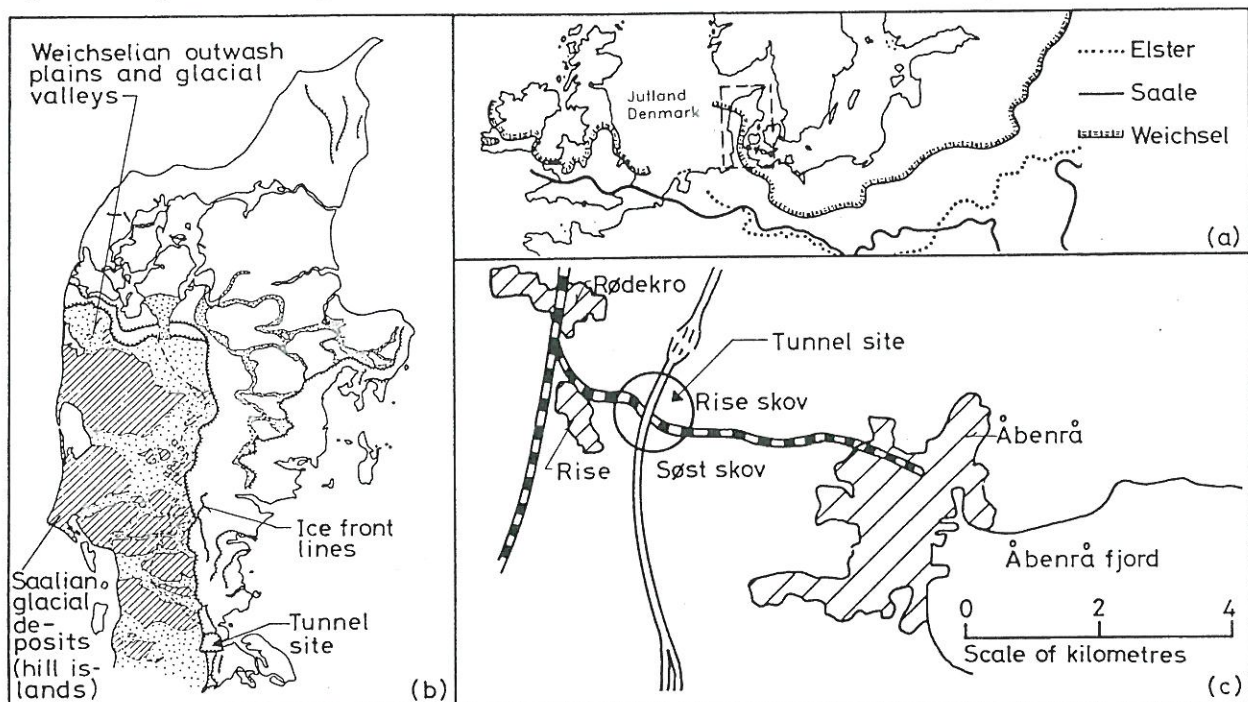 Weichselian outwash
plains and glacial
valleys
Ice front
lines
Saalian
glacial
de-
posits
(hill is-
lands)
Tunnel
site
(b)
Jutland
Denmark
Elster
Saale
Weichsel
(a)
Rødekro
Tunnel site
Rise skov
Rise
Søst skov
Åbenrå
Åbenrå fjord
0 2 4
Scale of kilometres
(c)